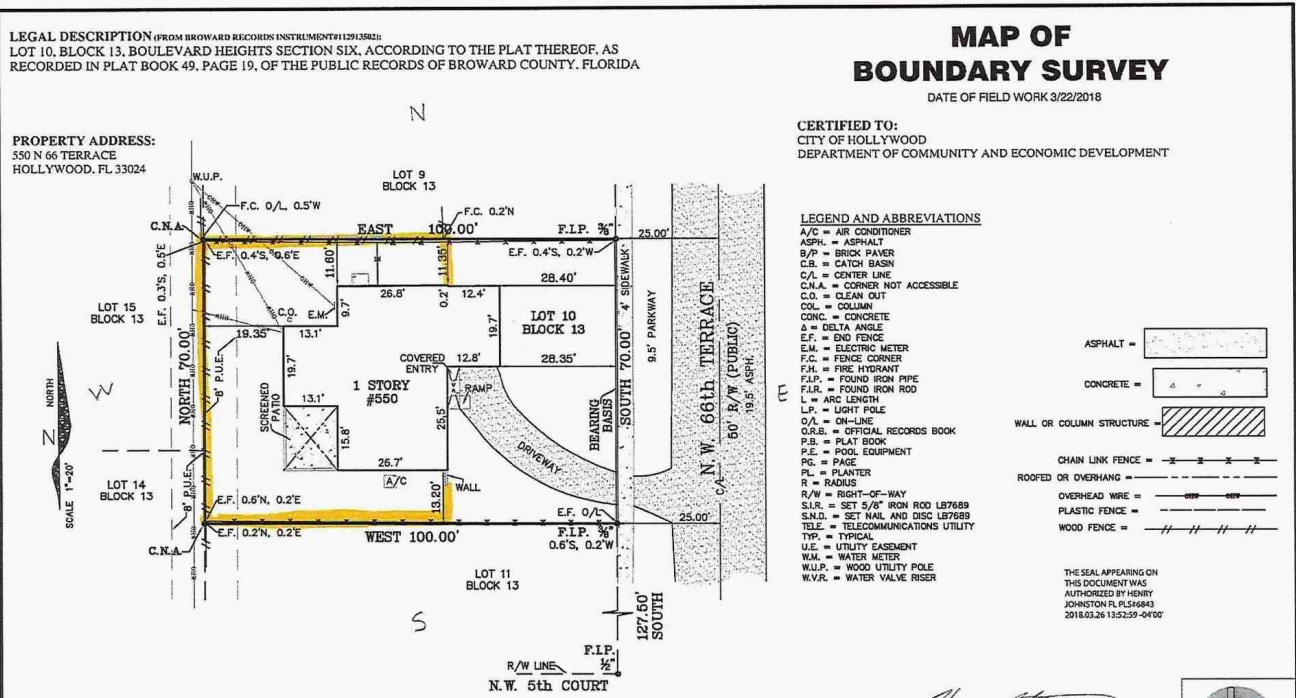 LEGAL DESCRIPTION (FROM BROWARD RECORDS INSTRUMENT#112913502):
LOT 10, BLOCK 13, BOULEVARD HEIGHTS SECTION SIX, ACCORDING TO THE PLAT THEREOF, AS
RECORDED IN PLAT BOOK 49, PAGE 19, OF THE PUBLIC RECORDS OF BROWARD COUNTY, FLORIDA
MAP OF
BOUNDARY SURVEY
DATE OF FIELD WORK 3/22/2018
PROPERTY ADDRESS:
550 N 66 TERRACE
HOLLYWOOD, FL 33024
CERTIFIED TO:
CITY OF HOLLYWOOD
DEPARTMENT OF COMMUNITY AND ECONOMIC DEVELOPMENT
N
LOT 9
BLOCK 13
W.U.P.
F.C. O/L, 0.5'W
F.C. 0.2'N
C.N.A.
EAST 100.00'
F.I.P. ⅝"
25.00'
E.F. 0.4'S, 0.6'E
E.F. 0.4'S, 0.2'W
E.F. 0.3'S, 0.5'E
11.60'
11.35'
28.40'
26.8'
0.2'
12.4'
9.7'
E.M.
C.O.
LOT 15
BLOCK 13
LOT 10
BLOCK 13
19.35'
13.1'
19.7'
19.7'
COVERED
ENTRY
12.8'
28.35'
8' P.U.E.
NORTH 70.00'
SCREENED
PATIO
1 STORY
#550
13.1'
15.8'
25.5'
RAMP
DRIVEWAY
26.7'
A/C
WALL
13.20'
BEARING
BASIS
SOUTH 70.00'
4' SIDEWALK
9.5' PARKWAY
N.W. 66th TERRACE
C/L
50' R/W (PUBLIC)
19.5' ASPH.
W
E
NORTH
N
SCALE 1"=20'
LOT 14
BLOCK 13
8' P.U.E.
E.F. 0.6'N, 0.2'E
E.F. 0.2'N, 0.2'E
C.N.A.
WEST 100.00'
E.F. O/L
F.I.P. ⅝"
0.6'S, 0.2'W
25.00'
LOT 11
BLOCK 13
S
127.50'
SOUTH
F.I.P.
½"
R/W LINE
N.W. 5th COURT
OHW
LEGEND AND ABBREVIATIONS
A/C = AIR CONDITIONER
ASPH. = ASPHALT
B/P = BRICK PAVER
C.B. = CATCH BASIN
C/L = CENTER LINE
C.N.A. = CORNER NOT ACCESSIBLE
C.O. = CLEAN OUT
COL = COLUMN
CONC. = CONCRETE
Δ = DELTA ANGLE
E.F. = END FENCE
E.M. = ELECTRIC METER
F.C. = FENCE CORNER
F.H. = FIRE HYDRANT
F.I.P. = FOUND IRON PIPE
F.I.R. = FOUND IRON ROD
L = ARC LENGTH
L.P. = LIGHT POLE
O/L = ON-LINE
O.R.B. = OFFICIAL RECORDS BOOK
P.B. = PLAT BOOK
P.E. = POOL EQUIPMENT
PG. = PAGE
PL. = PLANTER
R = RADIUS
R/W = RIGHT-OF-WAY
S.I.R. = SET 5/8" IRON ROD LB7689
S.N.D. = SET NAIL AND DISC LB7689
TELE. = TELECOMMUNICATIONS UTILITY
TYP. = TYPICAL
U.E. = UTILITY EASEMENT
W.M. = WATER METER
W.U.P. = WOOD UTILITY POLE
W.V.R. = WATER VALVE RISER
ASPHALT =
CONCRETE =
WALL OR COLUMN STRUCTURE =
CHAIN LINK FENCE =
ROOFED OR OVERHANG =
OVERHEAD WIRE = OHW OHW
PLASTIC FENCE =
WOOD FENCE =
THE SEAL APPEARING ON
THIS DOCUMENT WAS
AUTHORIZED BY HENRY
JOHNSTON FL PLS#6843
2018.03.26 13:52:59 -04'00'